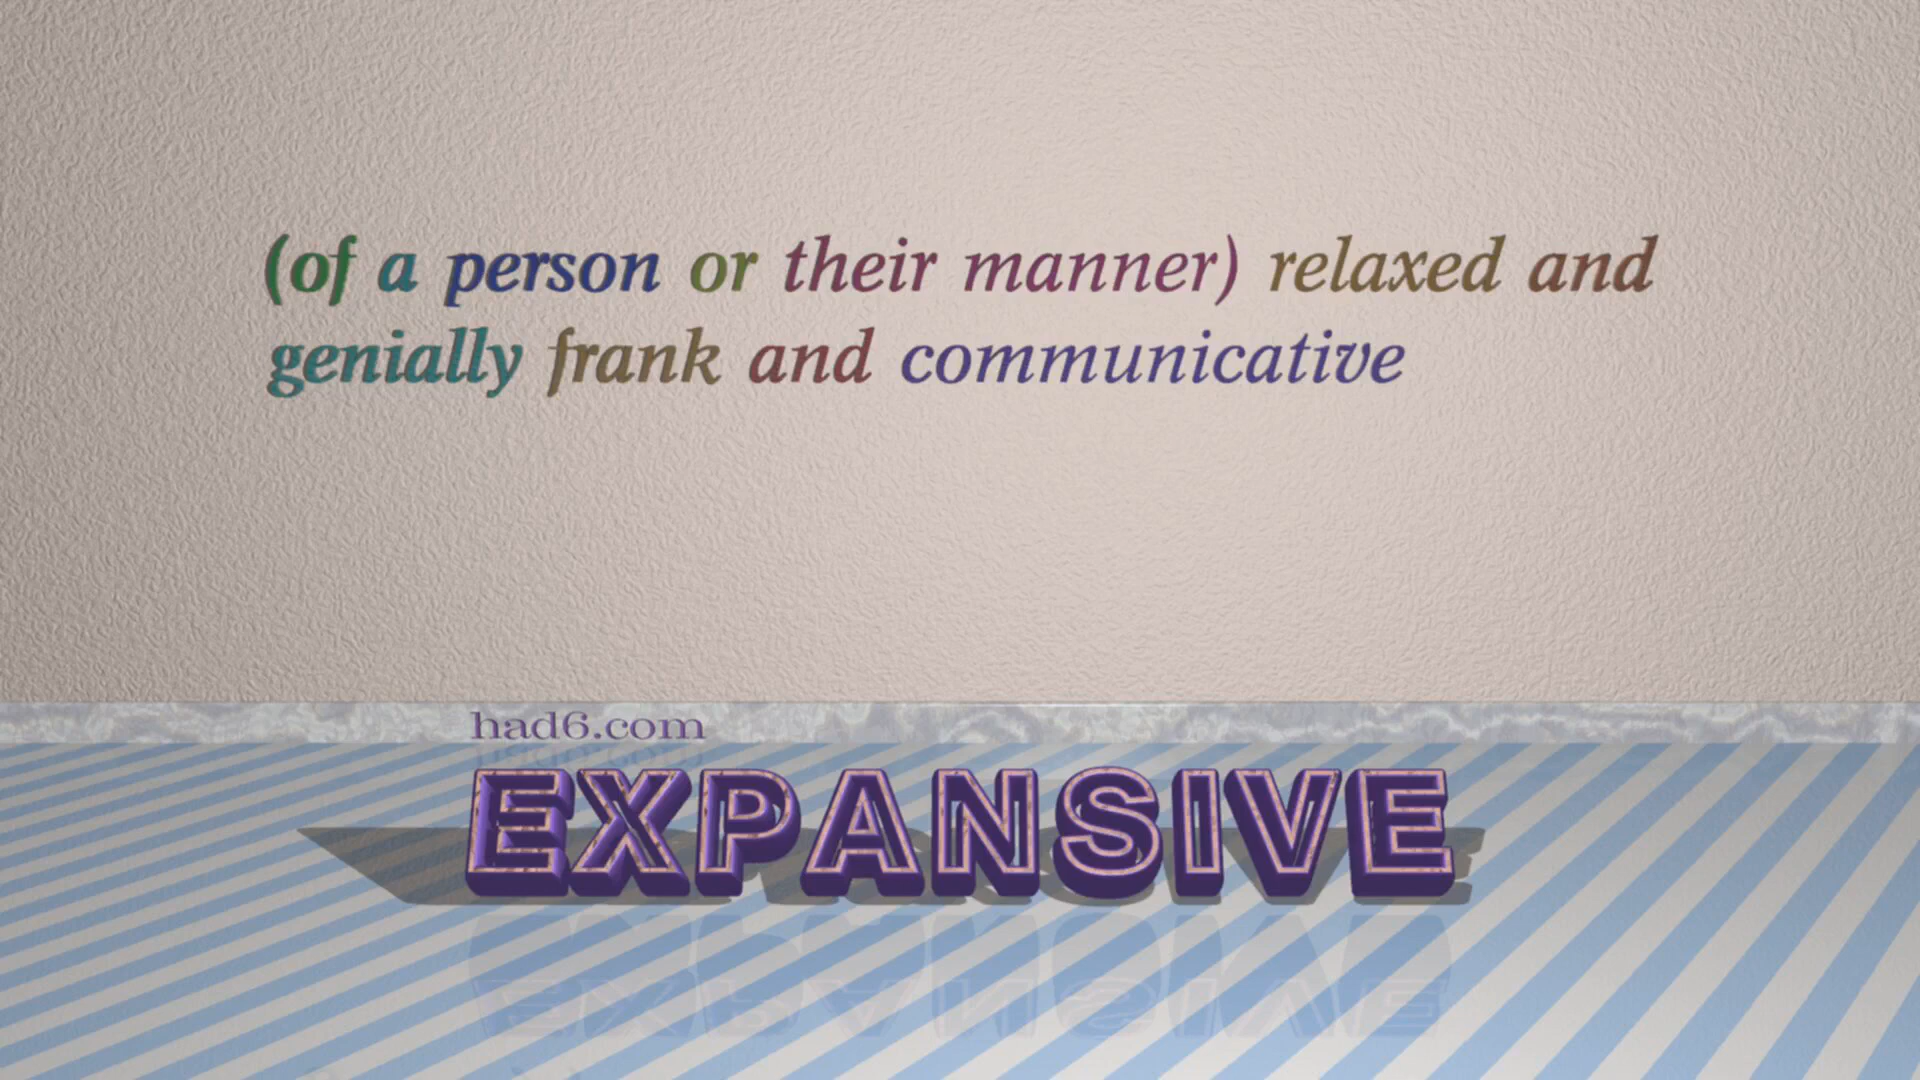 (of a person or their manner) relaxed and
genially frank and communicative
had6.com
EXPANSIVE